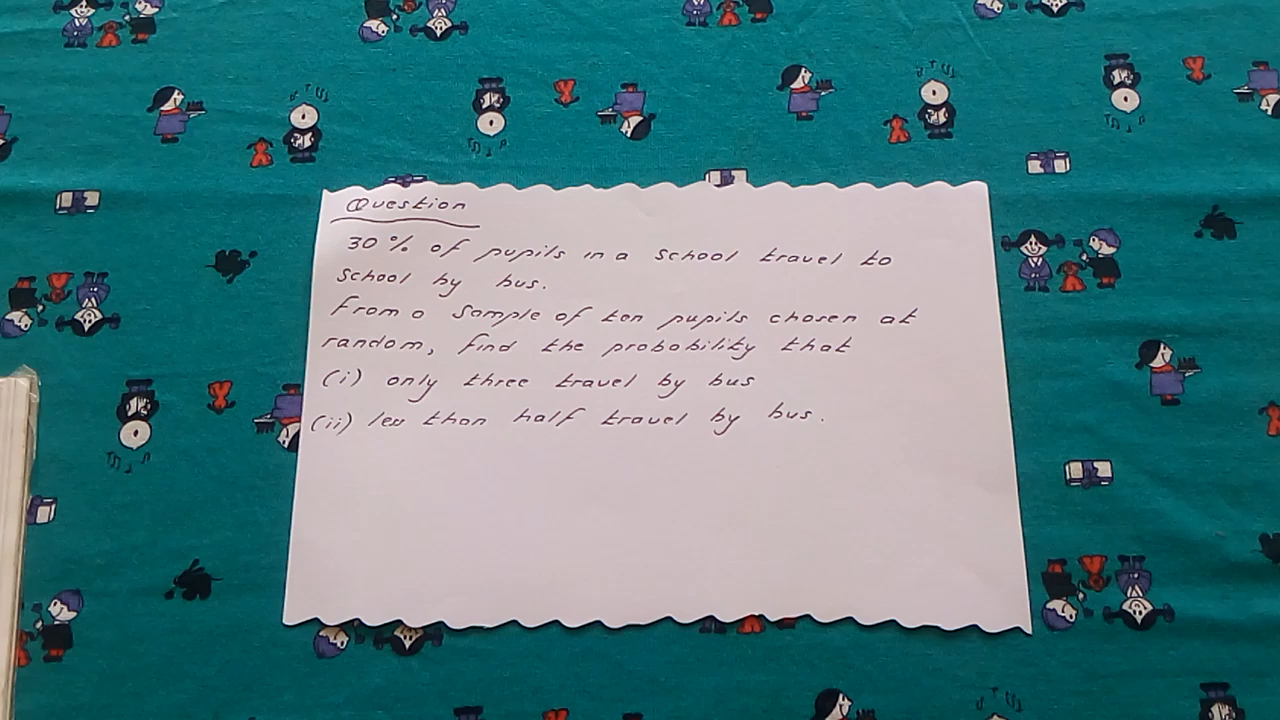 Question
30% of pupils in a school travel to
school by bus.
From a sample of ten pupils chosen at
random, find the probability that
(i) only three travel by bus
(ii) less than half travel by bus.